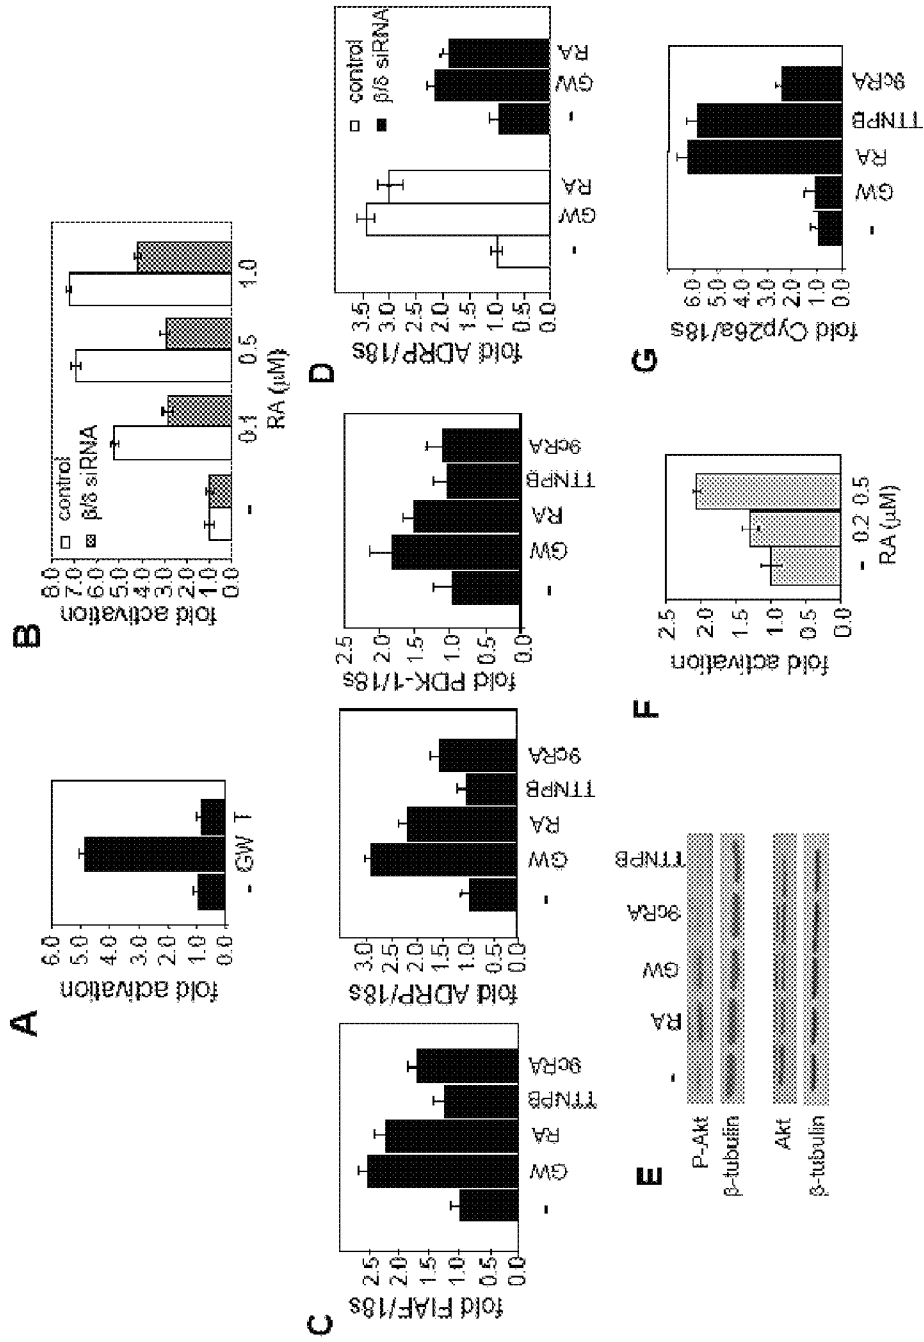 A
fold activation
6.0
5.0
4.0
3.0
2.0
1.0
0.0
- GW T
B
fold activation
8.0
7.0
6.0
5.0
4.0
3.0
2.0
1.0
0.0
control
β/δ siRNA
- 0.1 0.5 1.0
RA (μM)
C
fold FIAF/18s
2.5
2.0
1.5
1.0
0.5
0.0
- GW RA TTNPB 9cRA
fold ADRP/18s
3.0
2.5
2.0
1.5
1.0
0.5
0.0
- GW RA TTNPB 9cRA
fold PDK-1/18s
2.5
2.0
1.5
1.0
0.5
0.0
- GW RA TTNPB 9cRA
D
fold ADRP/18s
3.5
3.0
2.5
2.0
1.5
1.0
0.5
0.0
control
β/δ siRNA
- GW RA - GW RA
E
- RA GW 9cRA TTNPB
P-Akt
β-tubulin
Akt
β-tubulin
F
fold activation
2.5
2.0
1.5
1.0
0.5
0.0
- 0.2 0.5
RA (μM)
G
fold Cyp26a/18s
6.0
5.0
4.0
3.0
2.0
1.0
0.0
- GW RA TTNPB 9cRA